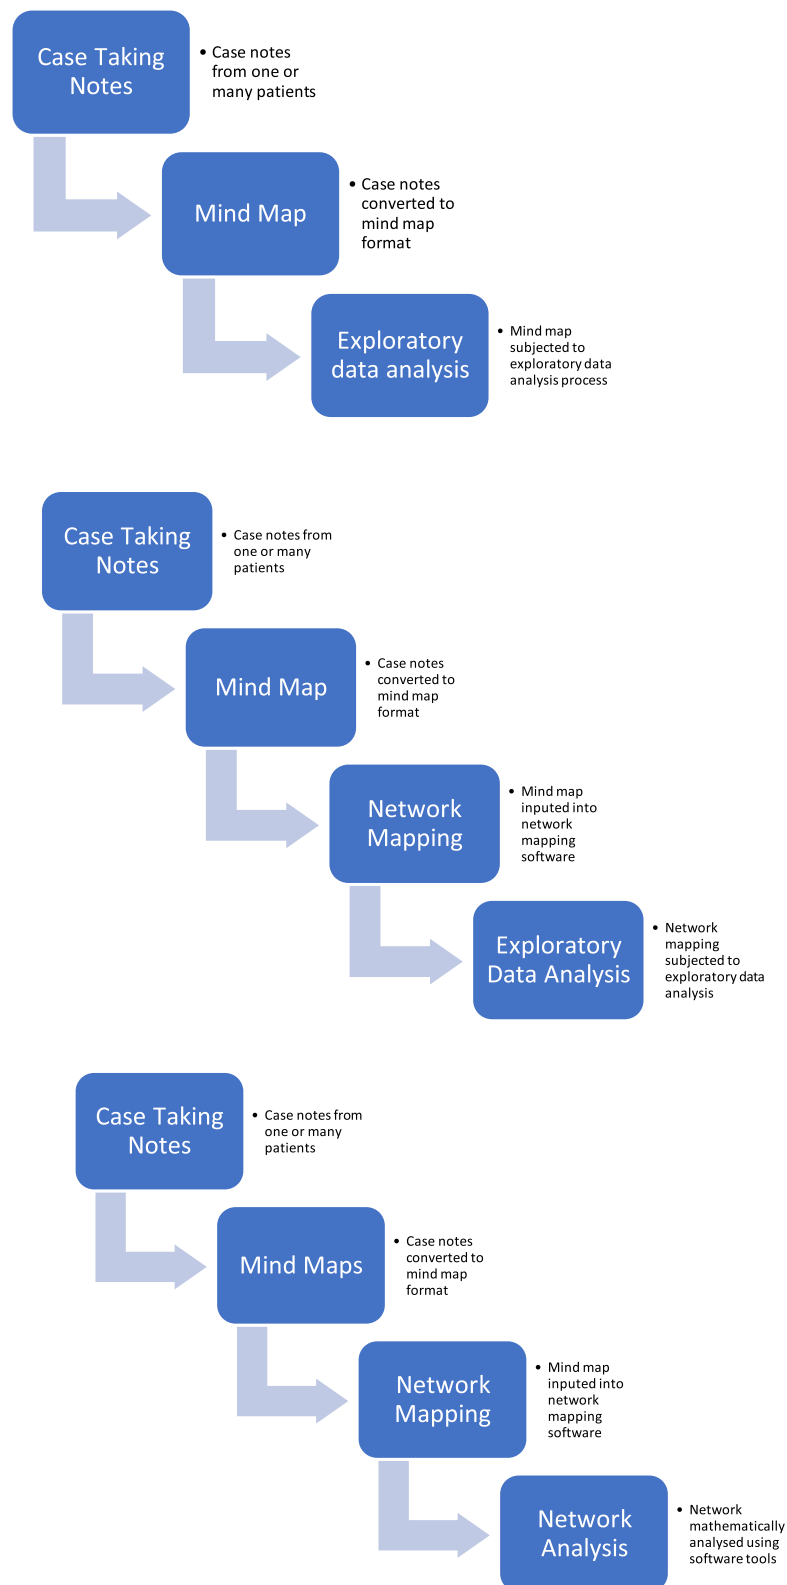 Case Taking
Notes
• Case notes
from one or
many patients
Mind Map
• Case notes
converted to
mind map
format
Exploratory
data analysis
• Mind map
subjected to
exploratory data
analysis process
Case Taking
Notes
• Case notes from
one or many
patients
Mind Map
• Case notes
converted to
mind map
format
Network
Mapping
• Mind map
inputed into
network
mapping
software
Exploratory
Data Analysis
• Network
mapping
subjected to
exploratory data
analysis
Case Taking
Notes
• Case notes from
one or many
patients
Mind Maps
• Case notes
converted to
mind map
format
Network
Mapping
• Mind map
inputed into
network
mapping
software
Network
Analysis
• Network
mathematically
analysed using
software tools